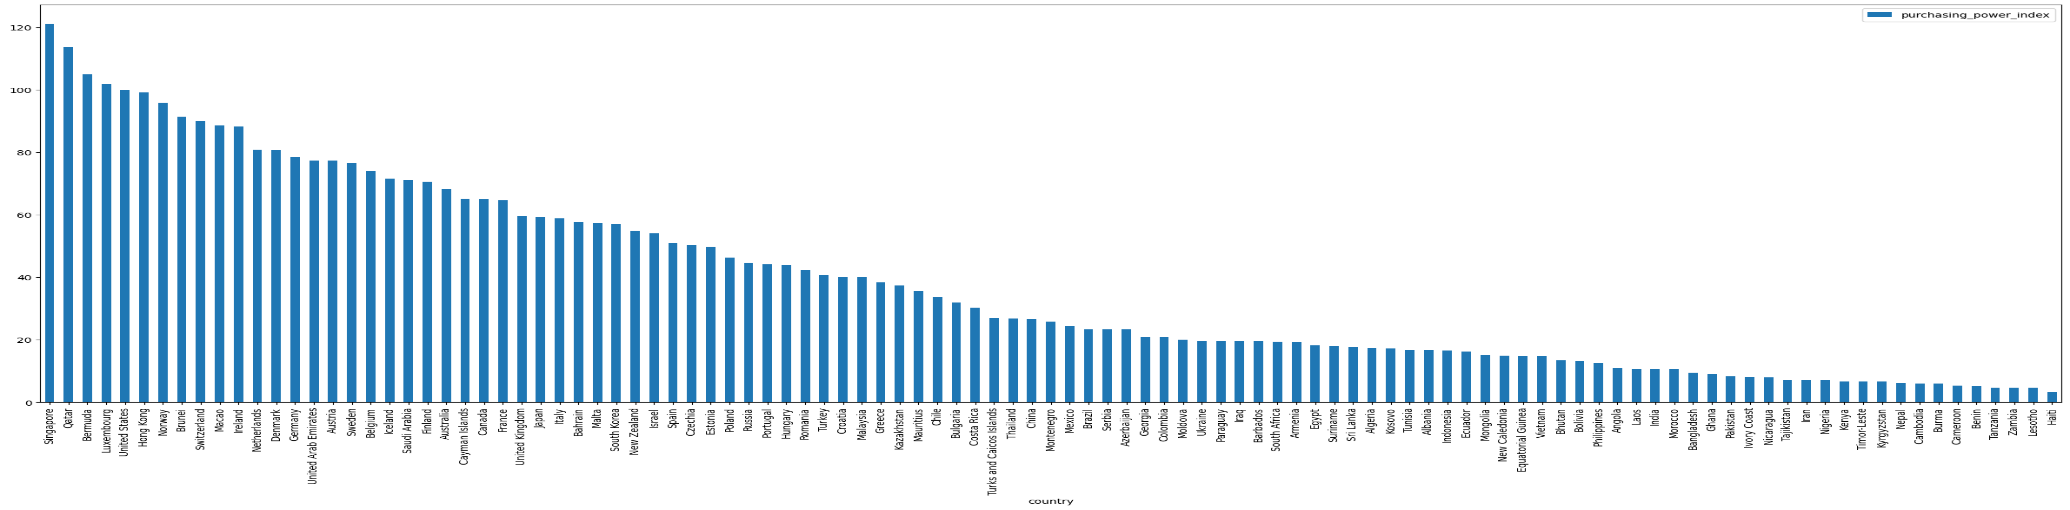 purchasing_power_index
120
100
80
60
40
20
0
Singapore
Qatar
Bermuda
Luxembourg
United States
Hong Kong
Norway
Brunei
Switzerland
Macao
Ireland
Netherlands
Denmark
Germany
United Arab Emirates
Austria
Sweden
Belgium
Iceland
Saudi Arabia
Finland
Australia
Cayman Islands
Canada
France
United Kingdom
Japan
Italy
Bahrain
Malta
South Korea
New Zealand
Israel
Spain
Czechia
Estonia
Poland
Russia
Portugal
Hungary
Romania
Turkey
Croatia
Malaysia
Greece
Kazakhstan
Mauritius
Chile
Bulgaria
Costa Rica
Turks and Caicos Islands
Thailand
China
Montenegro
Mexico
Brazil
Serbia
Azerbaijan
Georgia
Colombia
Moldova
Ukraine
Paraguay
Iraq
Barbados
South Africa
Armenia
Egypt
Suriname
Sri Lanka
Algeria
Kosovo
Tunisia
Albania
Indonesia
Ecuador
Mongolia
New Caledonia
Equatorial Guinea
Vietnam
Bhutan
Bolivia
Philippines
Angola
Laos
India
Morocco
Bangladesh
Ghana
Pakistan
Ivory Coast
Nicaragua
Tajikistan
Iran
Nigeria
Kenya
Timor-Leste
Kyrgyzstan
Nepal
Cambodia
Burma
Cameroon
Benin
Tanzania
Zambia
Lesotho
Haiti
country